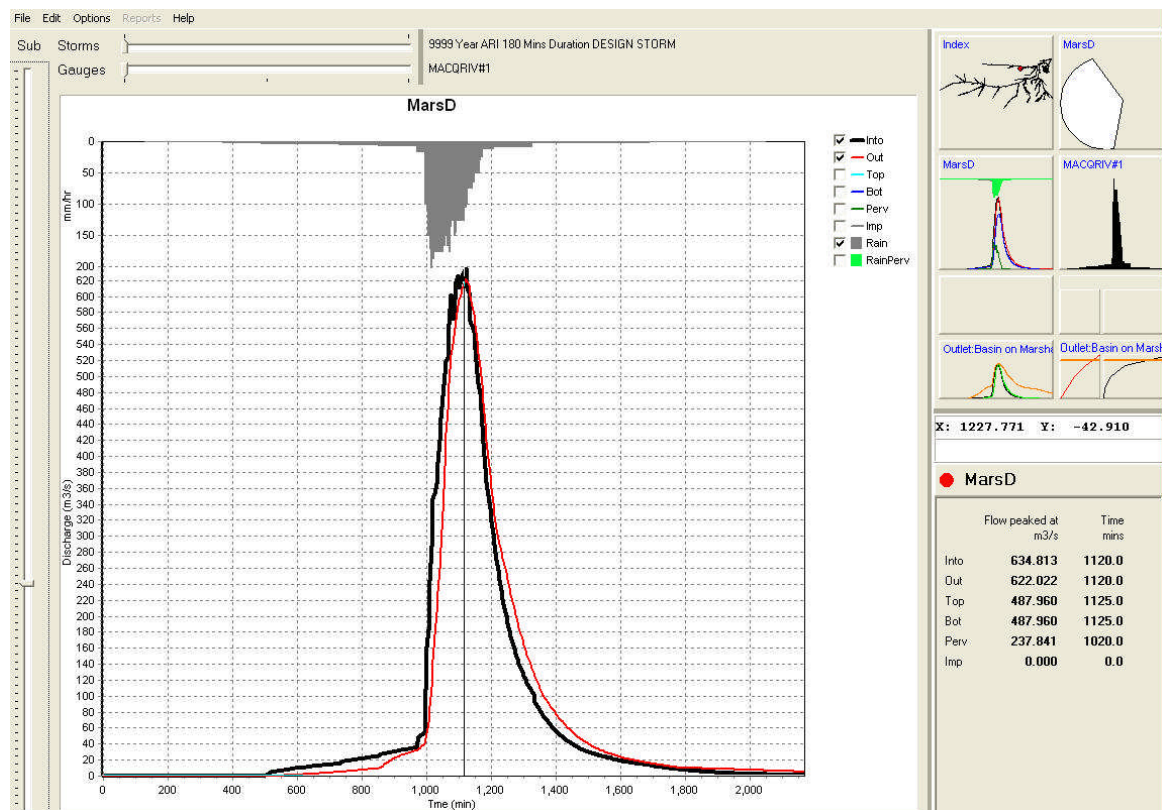 File Edit Options Reports Help
Sub Storms 9999 Year ARI 180 Mins Duration DESIGN STORM
Gauges MACQRIV#1
MarsD
0
50
100
150
200
mm/hr
620
600
580
560
540
520
500
480
460
440
420
400
380
360
340
320
300
280
260
240
220
200
180
160
140
120
100
80
60
40
20
0
Discharge (m3/s)
0 200 400 600 800 1,000 1,200 1,400 1,600 1,800 2,000
Tme (min)
Into
Out
Top
Bot
Perv
Imp
Rain
RainPerv
Index MarsD
MarsD MACQRIV#1
Outlet:Basin on Marsha Outlet:Basin on Marsh
X: 1227.771 Y: -42.910
MarsD
Flow peaked at Time
m3/s mins
Into 634.813 1120.0
Out 622.022 1120.0
Top 487.960 1125.0
Bot 487.960 1125.0
Perv 237.841 1020.0
Imp 0.000 0.0